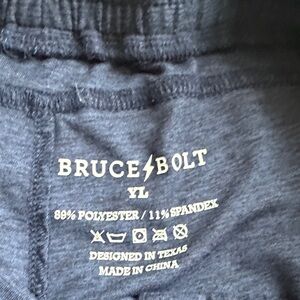 BRUCE BOLT
YL
89% POLYESTER / 11% SPANDEX
DESIGNED IN TEXAS
MADE IN CHINA